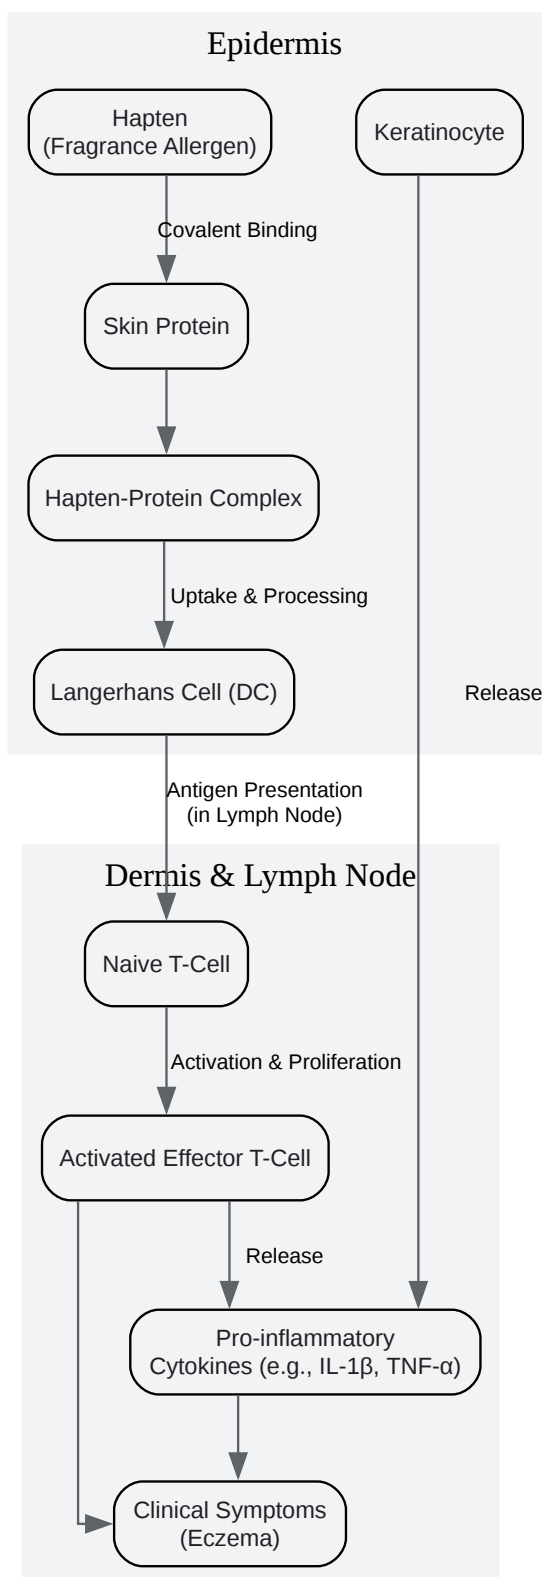 Epidermis
Hapten
(Fragrance Allergen)
Keratinocyte
Covalent Binding
Skin Protein
Hapten-Protein Complex
Uptake & Processing
Langerhans Cell (DC)
Release
Antigen Presentation
(in Lymph Node)
Dermis & Lymph Node
Naive T-Cell
Activation & Proliferation
Activated Effector T-Cell
Release
Pro-inflammatory
Cytokines (e.g., IL-1β, TNF-α)
Clinical Symptoms
(Eczema)